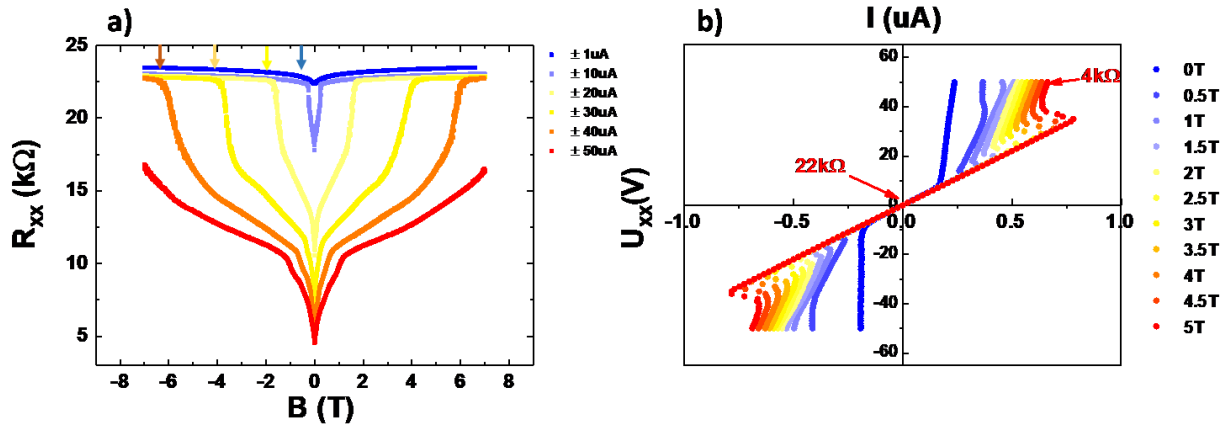 a)
25
20
15
10
5
-8
-6
-4
-2
0
2
4
6
8
Rxx (kΩ)
B (T)
± 1uA
± 10uA
± 20uA
± 30uA
± 40uA
± 50uA
b)
I (uA)
60
40
20
0
-20
-40
-60
-1.0
-0.5
0.0
0.5
1.0
Uxx(V)
22kΩ
4kΩ
0T
0.5T
1T
1.5T
2T
2.5T
3T
3.5T
4T
4.5T
5T